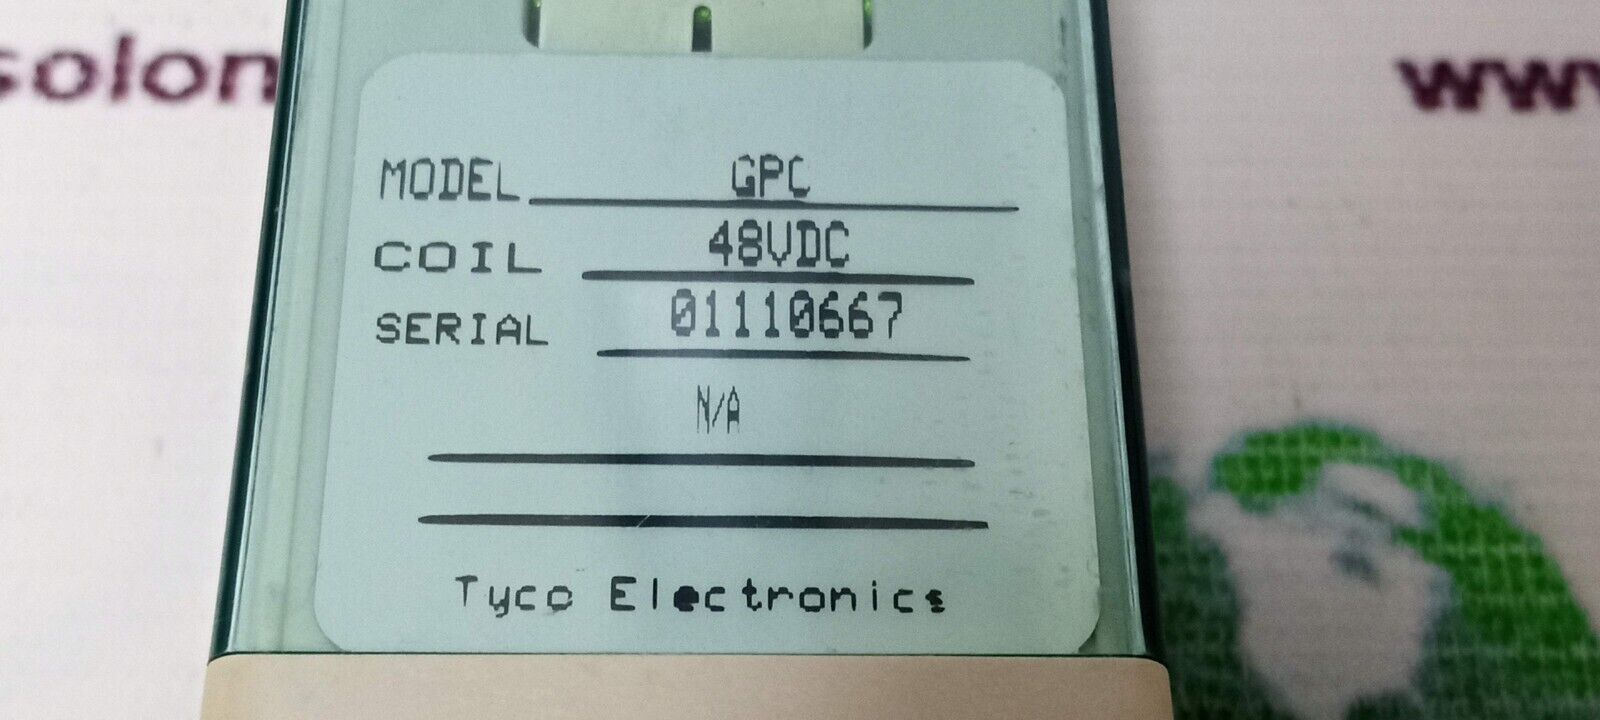 solon
www
MODEL GPC
COIL 48VDC
SERIAL 01110667
N/A
Tyco Electronics